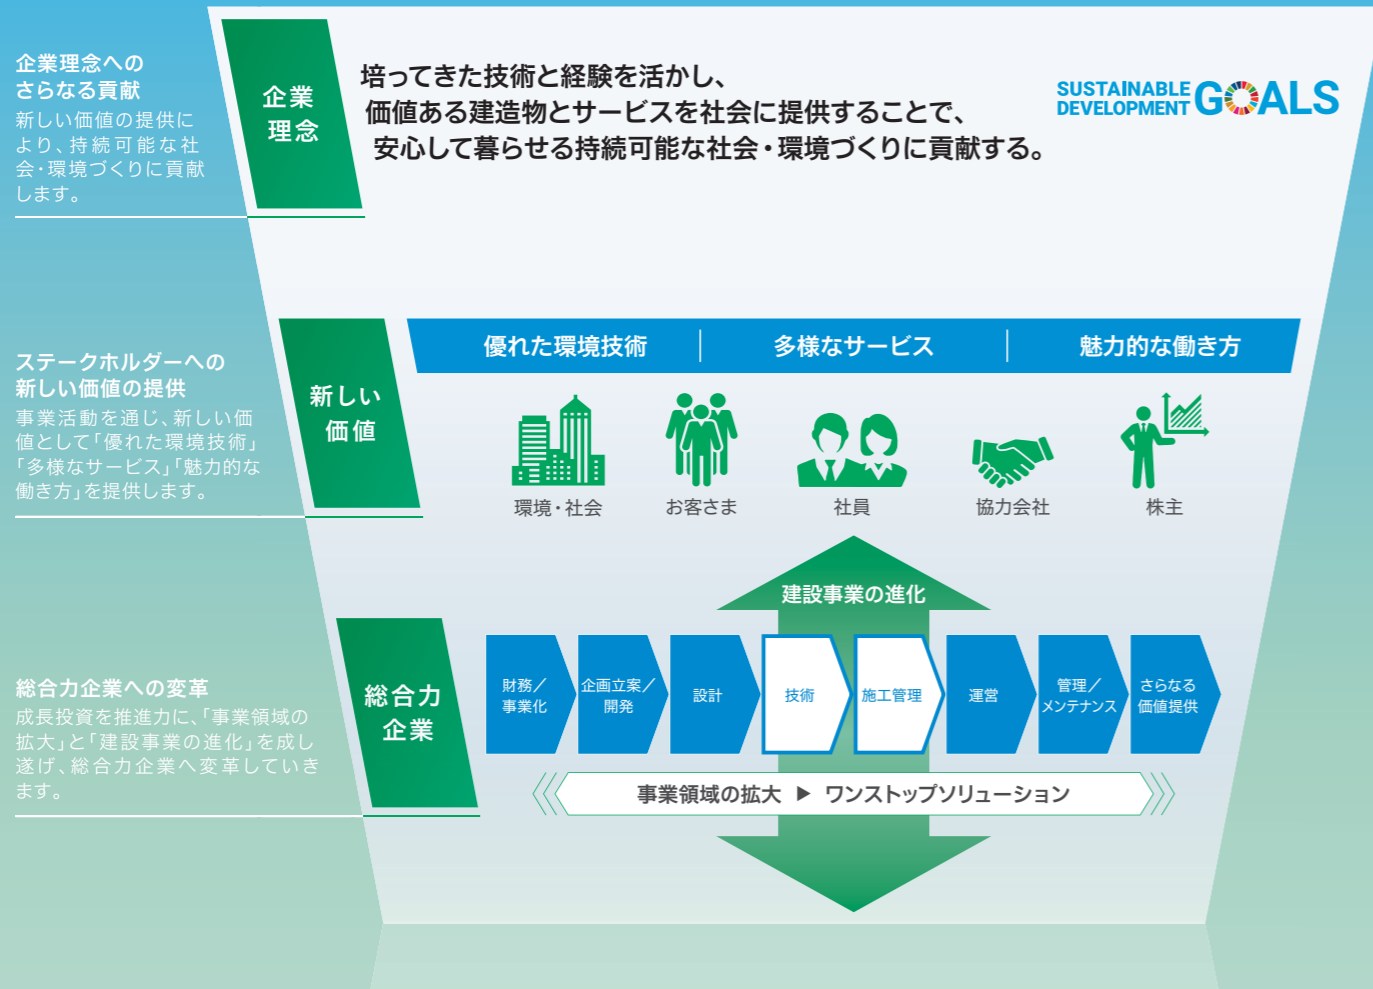 企業理念への
さらなる貢献
新しい価値の提供に
より、持続可能な社
会・環境づくりに貢献
します。
企業
理念
培ってきた技術と経験を活かし、
価値ある建造物とサービスを社会に提供することで、
安心して暮らせる持続可能な社会・環境づくりに貢献する。
SUSTAINABLE
DEVELOPMENT
GOALS
ステークホルダーへの
新しい価値の提供
事業活動を通じ、新しい価
値として「優れた環境技術」
「多様なサービス」「魅力的な
働き方」を提供します。
新しい
価値
優れた環境技術
多様なサービス
魅力的な働き方
環境・社会
お客さま
社員
協力会社
株主
総合力企業への変革
成長投資を推進力に、「事業領域の
拡大」と「建設事業の進化」を成し
遂げ、総合力企業へ変革していき
ます。
総合力
企業
建設事業の進化
財務／
事業化
企画立案／
開発
設計
技術
施工管理
運営
管理／
メンテナンス
さらなる
価値提供
事業領域の拡大 ▶ ワンストップソリューション